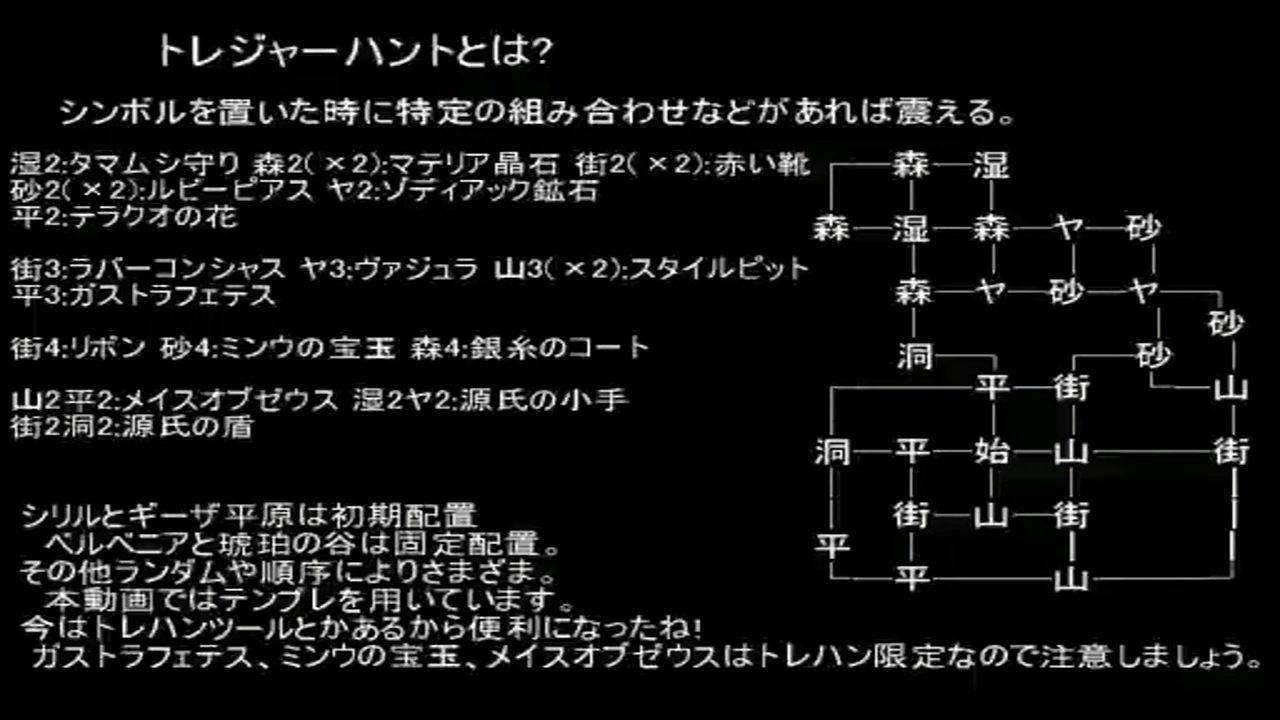 トレジャーハントとは?
シンボルを置いた時に特定の組み合わせなどがあれば震える。
湿2:タマムシ守り 森2(×2):マテリア晶石 街2(×2):赤い靴
砂2(×2):ルビーピアス ヤ2:ゾディアック鉱石
平2:テラクオの花
街3:ラバーコンシャス ヤ3:ヴァジュラ 山3(×2):スタイルピット
平3:ガストラフェテス
街4:リボン 砂4:ミンウの宝玉 森4:銀糸のコート
山2平2:メイスオブゼウス 湿2ヤ2:源氏の小手
街2洞2:源氏の盾
シリルとギーザ平原は初期配置
ベルベニアと琥珀の谷は固定配置。
その他ランダムや順序によりさまざま。
本動画ではテンプレを用いています。
今はトレハンツールとかあるから便利になったね!
ガストラフェテス、ミンウの宝玉、メイスオブゼウスはトレハン限定なので注意しましょう。
森 湿
森 湿 森 ヤ 砂
森 ヤ 砂 ヤ
砂
洞 砂
平 街 山
洞 平 始 山 街
街 山 街
平
平 山